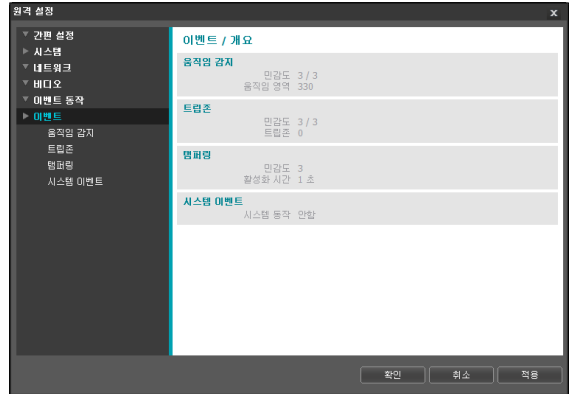 원격 설정
x
간편 설정
시스템
네트워크
비디오
이벤트 동작
이벤트
움직임 감지
트립존
탬퍼링
시스템 이벤트
이벤트 / 개요
움직임 감지
민감도 3 / 3
움직임 영역 330
트립존
민감도 3 / 3
트립존 0
탬퍼링
민감도 3
활성화 시간 1 초
시스템 이벤트
시스템 동작 안함
확인 취소 적용